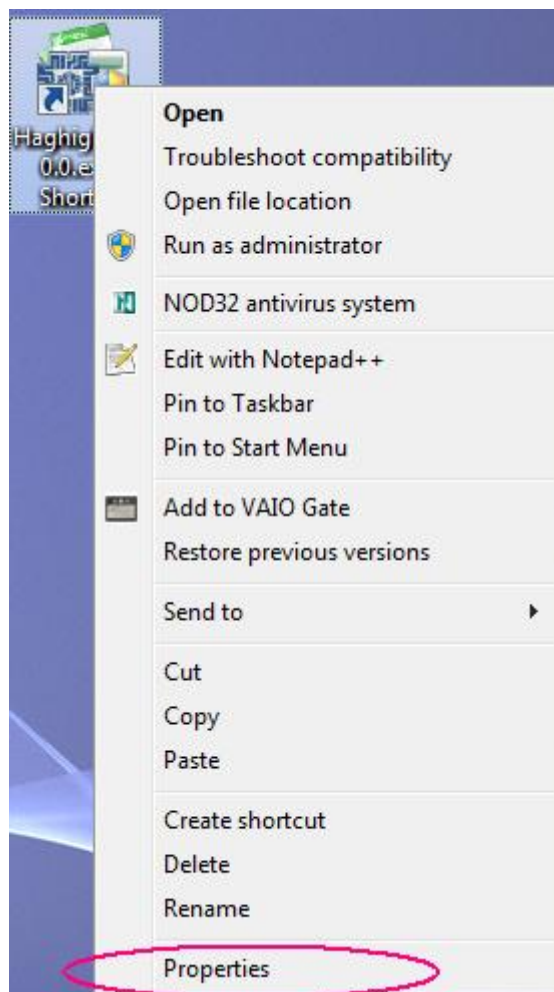 Haghig
0.0.e
Short
Open
Troubleshoot compatibility
Open file location
Run as administrator
NOD32 antivirus system
Edit with Notepad++
Pin to Taskbar
Pin to Start Menu
Add to VAIO Gate
Restore previous versions
Send to
Cut
Copy
Paste
Create shortcut
Delete
Rename
Properties